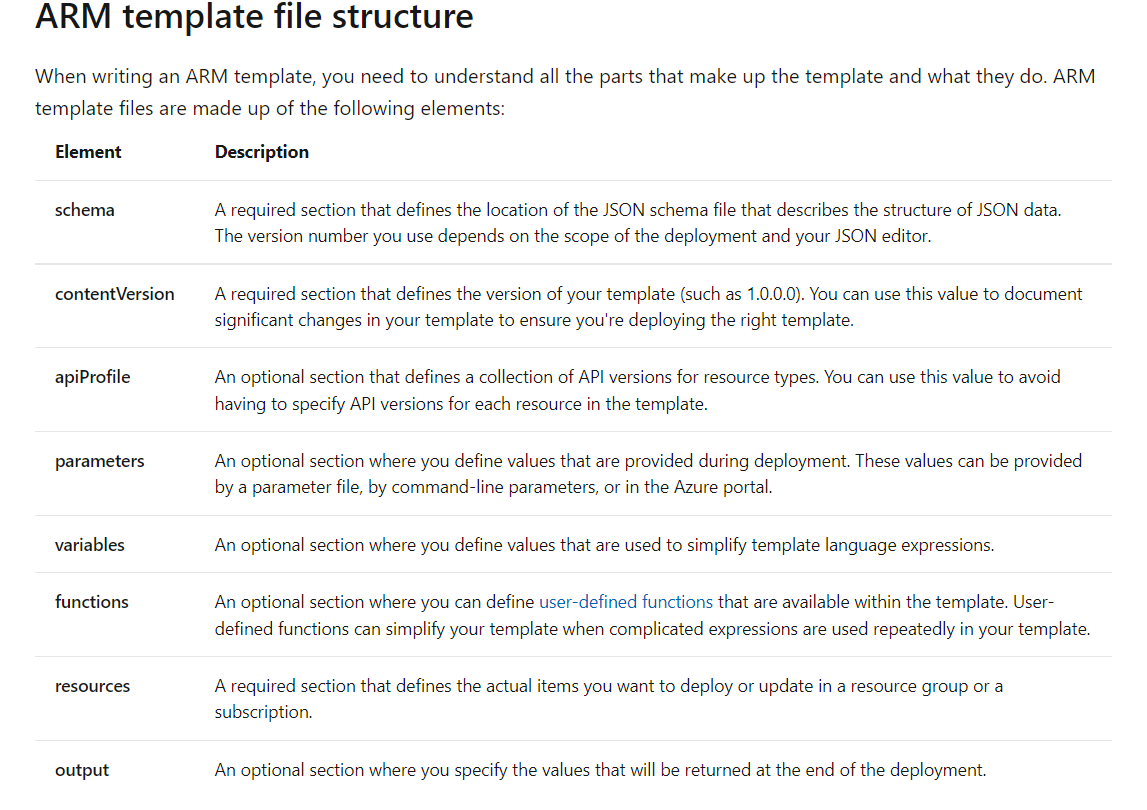 ARM template file structure
When writing an ARM template, you need to understand all the parts that make up the template and what they do. ARM
template files are made up of the following elements:
Element Description
schema A required section that defines the location of the JSON schema file that describes the structure of JSON data.
The version number you use depends on the scope of the deployment and your JSON editor.
contentVersion A required section that defines the version of your template (such as 1.0.0.0). You can use this value to document
significant changes in your template to ensure you're deploying the right template.
apiProfile An optional section that defines a collection of API versions for resource types. You can use this value to avoid
having to specify API versions for each resource in the template.
parameters An optional section where you define values that are provided during deployment. These values can be provided
by a parameter file, by command-line parameters, or in the Azure portal.
variables An optional section where you define values that are used to simplify template language expressions.
functions An optional section where you can define user-defined functions that are available within the template. User-
defined functions can simplify your template when complicated expressions are used repeatedly in your template.
resources A required section that defines the actual items you want to deploy or update in a resource group or a
subscription.
output An optional section where you specify the values that will be returned at the end of the deployment.